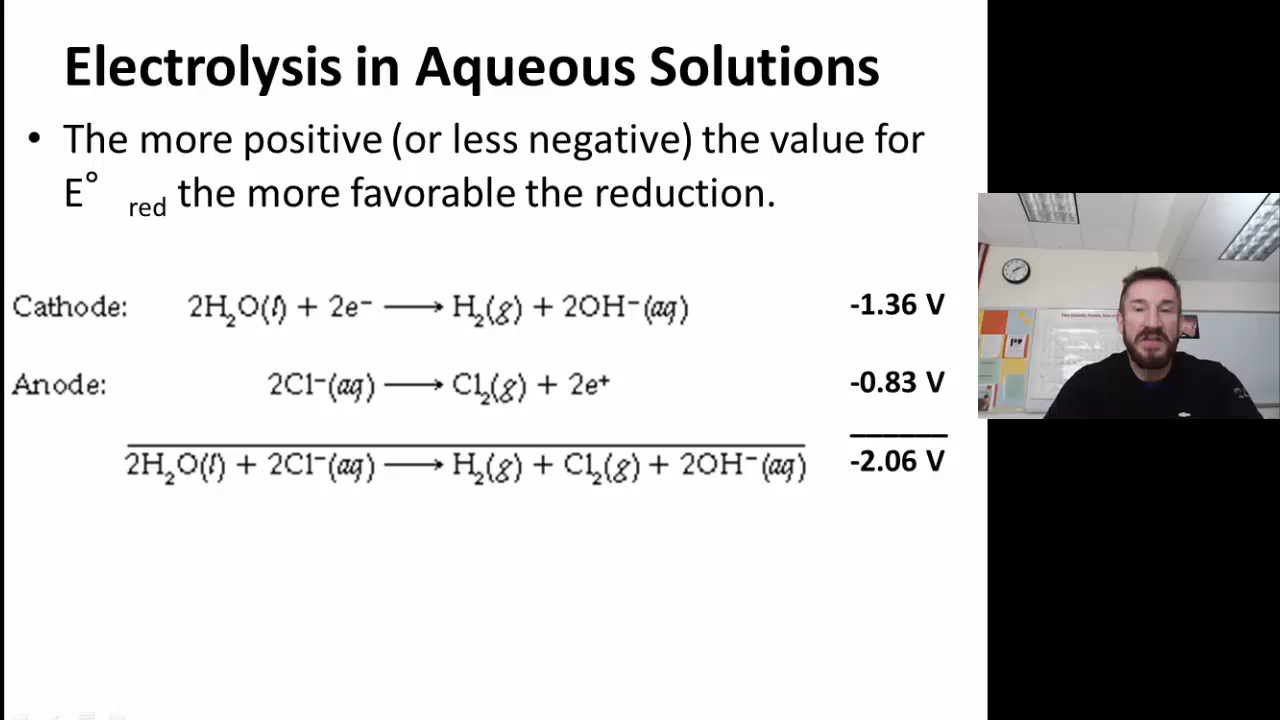 Electrolysis in Aqueous Solutions
• The more positive (or less negative) the value for
E° red the more favorable the reduction.
Cathode: 2H₂O(l) + 2e⁻ ⟶ H₂(g) + 2OH⁻(aq) -1.36 V
Anode: 2Cl⁻(aq) ⟶ Cl₂(g) + 2e⁺ -0.83 V
2H₂O(l) + 2Cl⁻(aq) ⟶ H₂(g) + Cl₂(g) + 2OH⁻(aq) -2.06 V